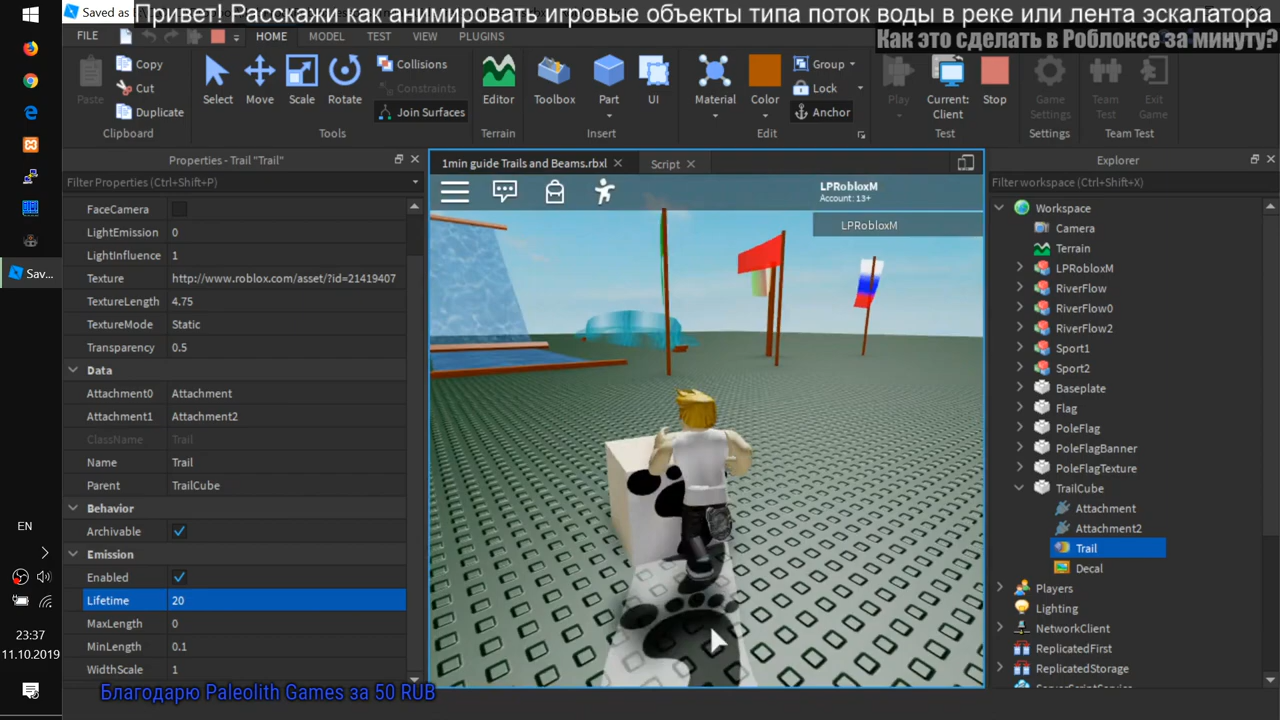 Saved as
Привет! Расскажи как анимировать игровые объекты типа поток воды в реке или лента эскалатора
Как это сделать в Роблоксе за минуту?
FILE HOME MODEL TEST VIEW PLUGINS
Paste Copy Cut Duplicate
Clipboard
Select Move Scale Rotate Collisions Constraints Join Surfaces
Tools
Editor
Terrain
Toolbox Part UI
Insert
Material Color Group Lock Anchor
Edit
Play Current: Client Stop
Test
Game Settings
Settings
Team Test Exit Game
Team Test
Properties - Trail "Trail"
Filter Properties (Ctrl+Shift+P)
FaceCamera
LightEmission 0
LightInfluence 1
Texture http://www.roblox.com/asset/?id=21419407
TextureLength 4.75
TextureMode Static
Transparency 0.5
Data
Attachment0 Attachment
Attachment1 Attachment2
ClassName Trail
Name Trail
Parent TrailCube
Behavior
Archivable
Emission
Enabled
Lifetime 20
MaxLength 0
MinLength 0.1
WidthScale 1
1min guide Trails and Beams.rbxl
Script
LPRobloxM
Account: 13+
LPRobloxM
Explorer
Filter workspace (Ctrl+Shift+X)
Workspace
Camera
Terrain
LPRobloxM
RiverFlow
RiverFlow0
RiverFlow2
Sport1
Sport2
Baseplate
Flag
PoleFlag
PoleFlagBanner
PoleFlagTexture
TrailCube
Attachment
Attachment2
Trail
Decal
Players
Lighting
NetworkClient
ReplicatedFirst
ReplicatedStorage
Sav...
EN
23:37
11.10.2019
Благодарю Paleolith Games за 50 RUB